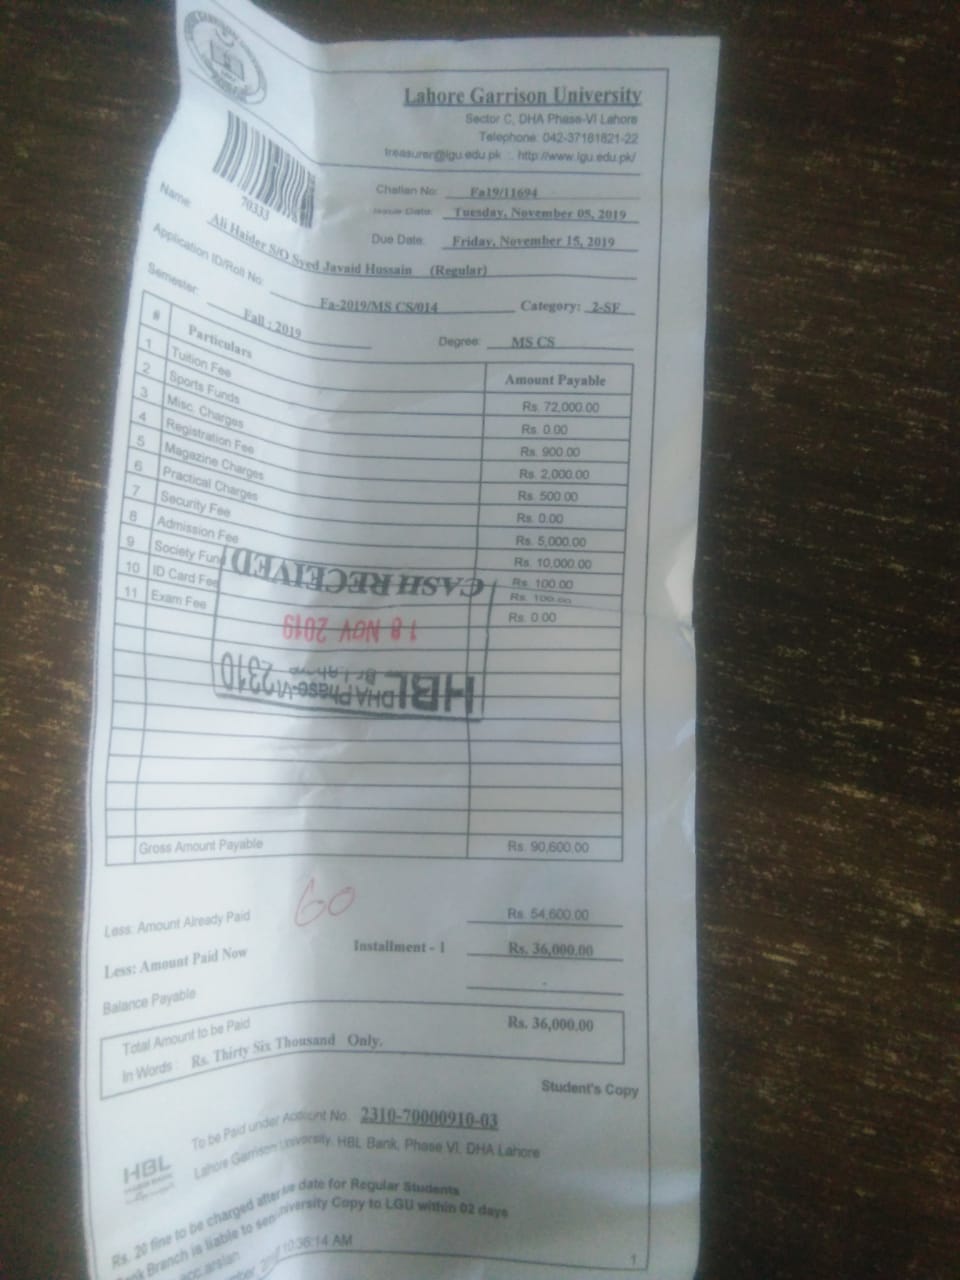 Lahore Garrison University
Sector C, DHA Phase-VI Lahore
Telephone: 042-37181821-22
treasurer@lgu.edu.pk :. http://www.lgu.edu.pk/
70333
Challan No: Fa19/11694
Issue Date: Tuesday, November 05, 2019
Due Date: Friday, November 15, 2019
Name: Ali Haider S/O Syed Javaid Hussain (Regular)
Application ID/Roll No: Fa-2019/MS CS/014 Category: 2-SF
Semester: Fall : 2019 Degree: MS CS
# Particulars Amount Payable
1 Tuition Fee Rs. 72,000.00
2 Sports Funds Rs. 0.00
3 Misc. Charges Rs. 900.00
4 Registration Fee Rs. 2,000.00
5 Magazine Charges Rs. 500.00
6 Practical Charges Rs. 0.00
7 Security Fee Rs. 5,000.00
8 Admission Fee Rs. 10,000.00
9 Society Fun Rs. 100.00
10 ID Card Fee Rs. 100.00
11 Exam Fee Rs. 0.00
CASH RECEIVED
18 NOV 2019
HBL DHA Phase-VI 2310
Br Lahore
Gross Amount Payable Rs. 90,600.00
60
Less: Amount Already Paid Rs. 54,600.00
Less: Amount Paid Now Installment - 1 Rs. 36,000.00
Balance Payable -
Total Amount to be Paid Rs. 36,000.00
In Words : Rs. Thirty Six Thousand Only.
Student's Copy
To be Paid under Account No. 2310-70000910-03
HBL
Lahore Garrison University. HBL Bank, Phase VI. DHA Lahore
Rs. 20 fine to be charged after date for Regular Students
Bank Branch is liable to University Copy to LGU within 02 days
10:36:14 AM
1